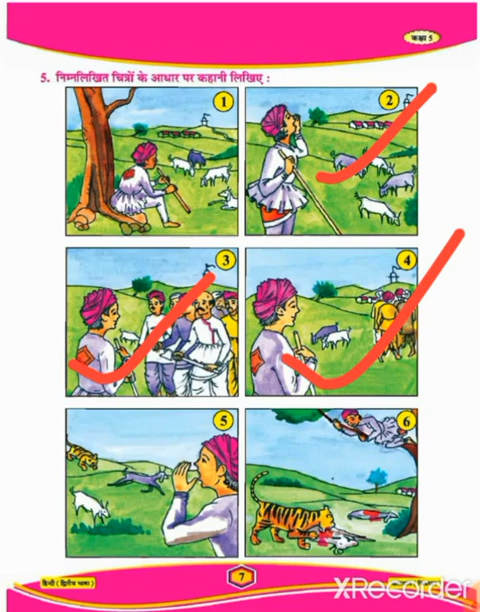 कक्षा 5
5. निम्नलिखित चित्रों के आधार पर कहानी लिखिए :
1
2
3
4
5
6
हिन्दी (द्वितीय भाषा)
7
XRecorder